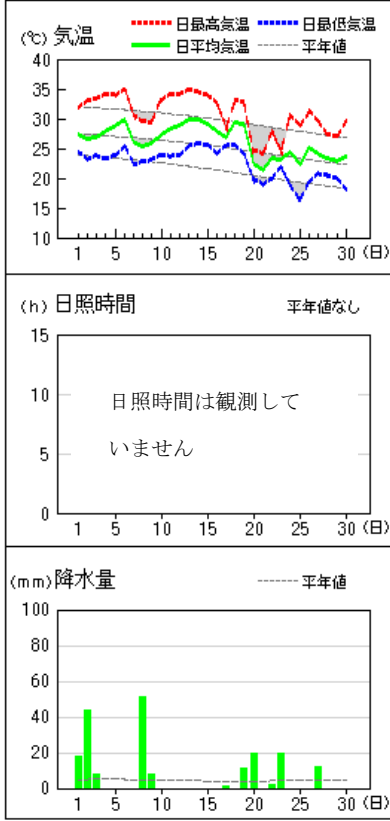 (℃) 気温
日最高気温 日最低気温
日平均気温 平年値
40
35
30
25
20
15
10
1 5 10 15 20 25 30 (日)
(h) 日照時間 平年値なし
15
10
5
0
日照時間は観測して
いません
1 5 10 15 20 25 30 (日)
(mm) 降水量 平年値
100
80
60
40
20
0
1 5 10 15 20 25 30 (日)